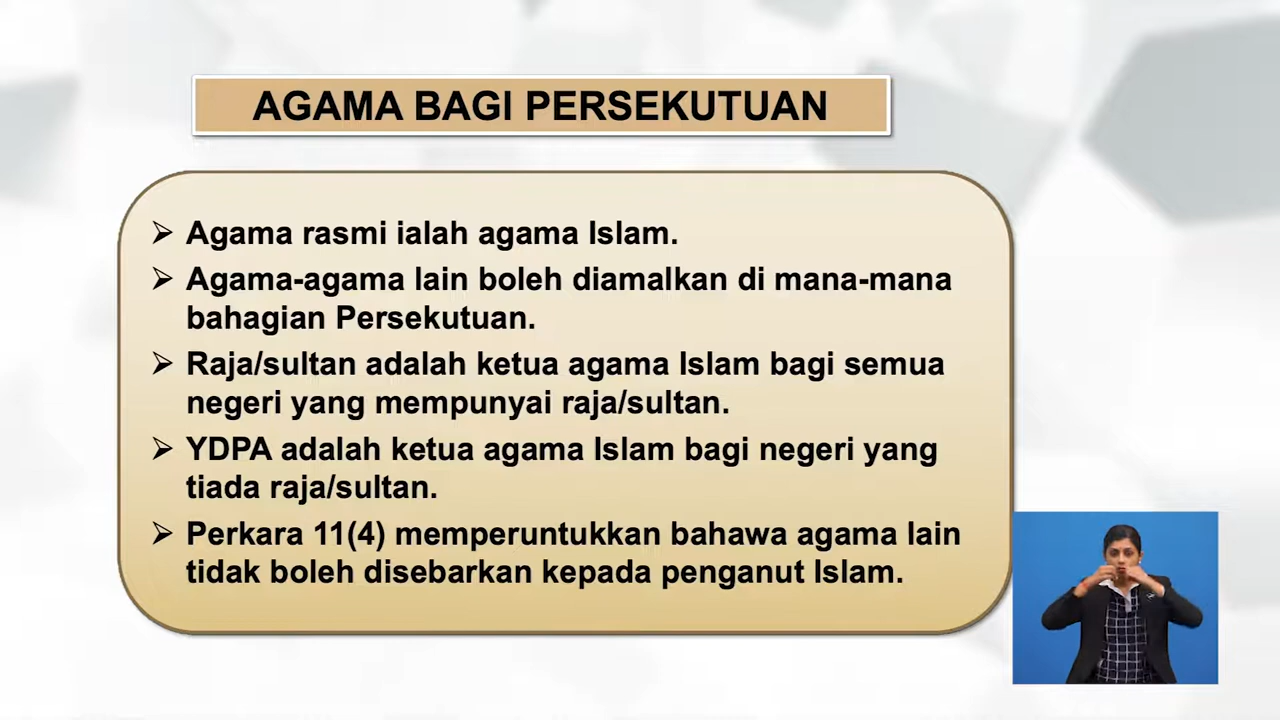 AGAMA BAGI PERSEKUTUAN
➢ Agama rasmi ialah agama Islam.
➢ Agama-agama lain boleh diamalkan di mana-mana
bahagian Persekutuan.
➢ Raja/sultan adalah ketua agama Islam bagi semua
negeri yang mempunyai raja/sultan.
➢ YDPA adalah ketua agama Islam bagi negeri yang
tiada raja/sultan.
➢ Perkara 11(4) memperuntukkan bahawa agama lain
tidak boleh disebarkan kepada penganut Islam.